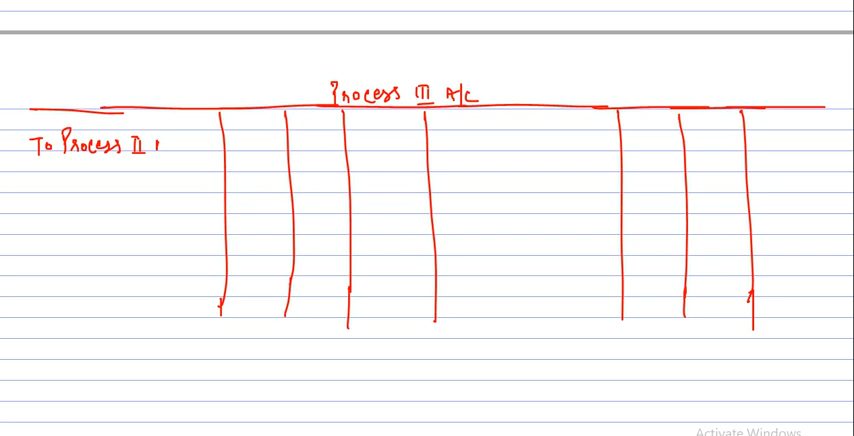 Process III A/C
To Process II
Activate Windows